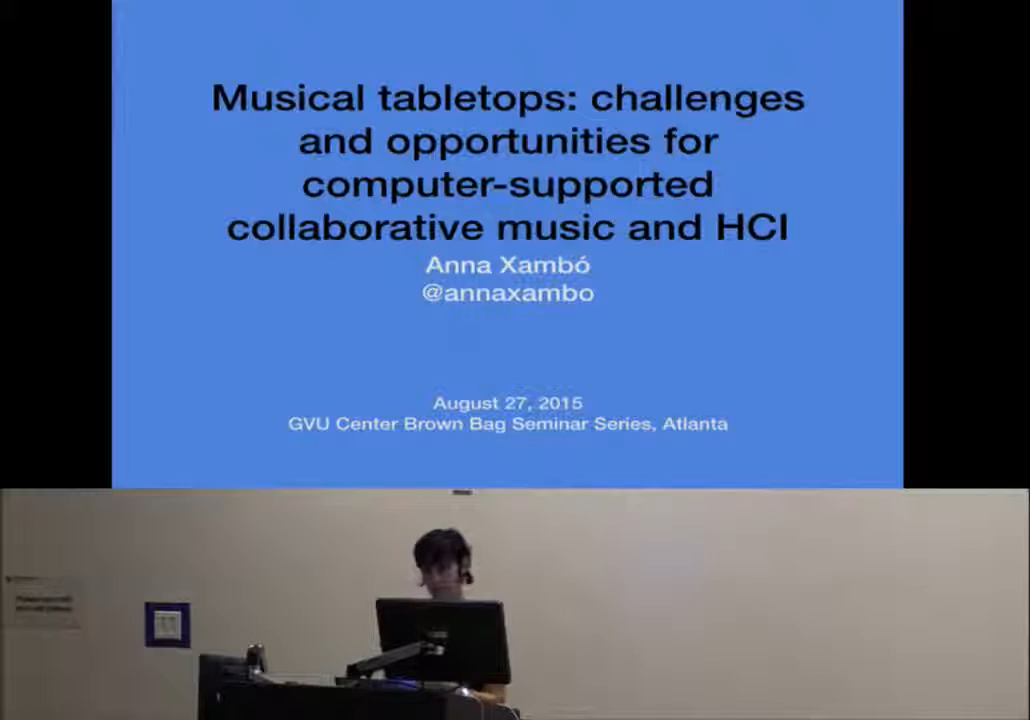 Musical tabletops: challenges
and opportunities for
computer-supported
collaborative music and HCI
Anna Xambó
@annaxambo
August 27, 2015
GVU Center Brown Bag Seminar Series, Atlanta